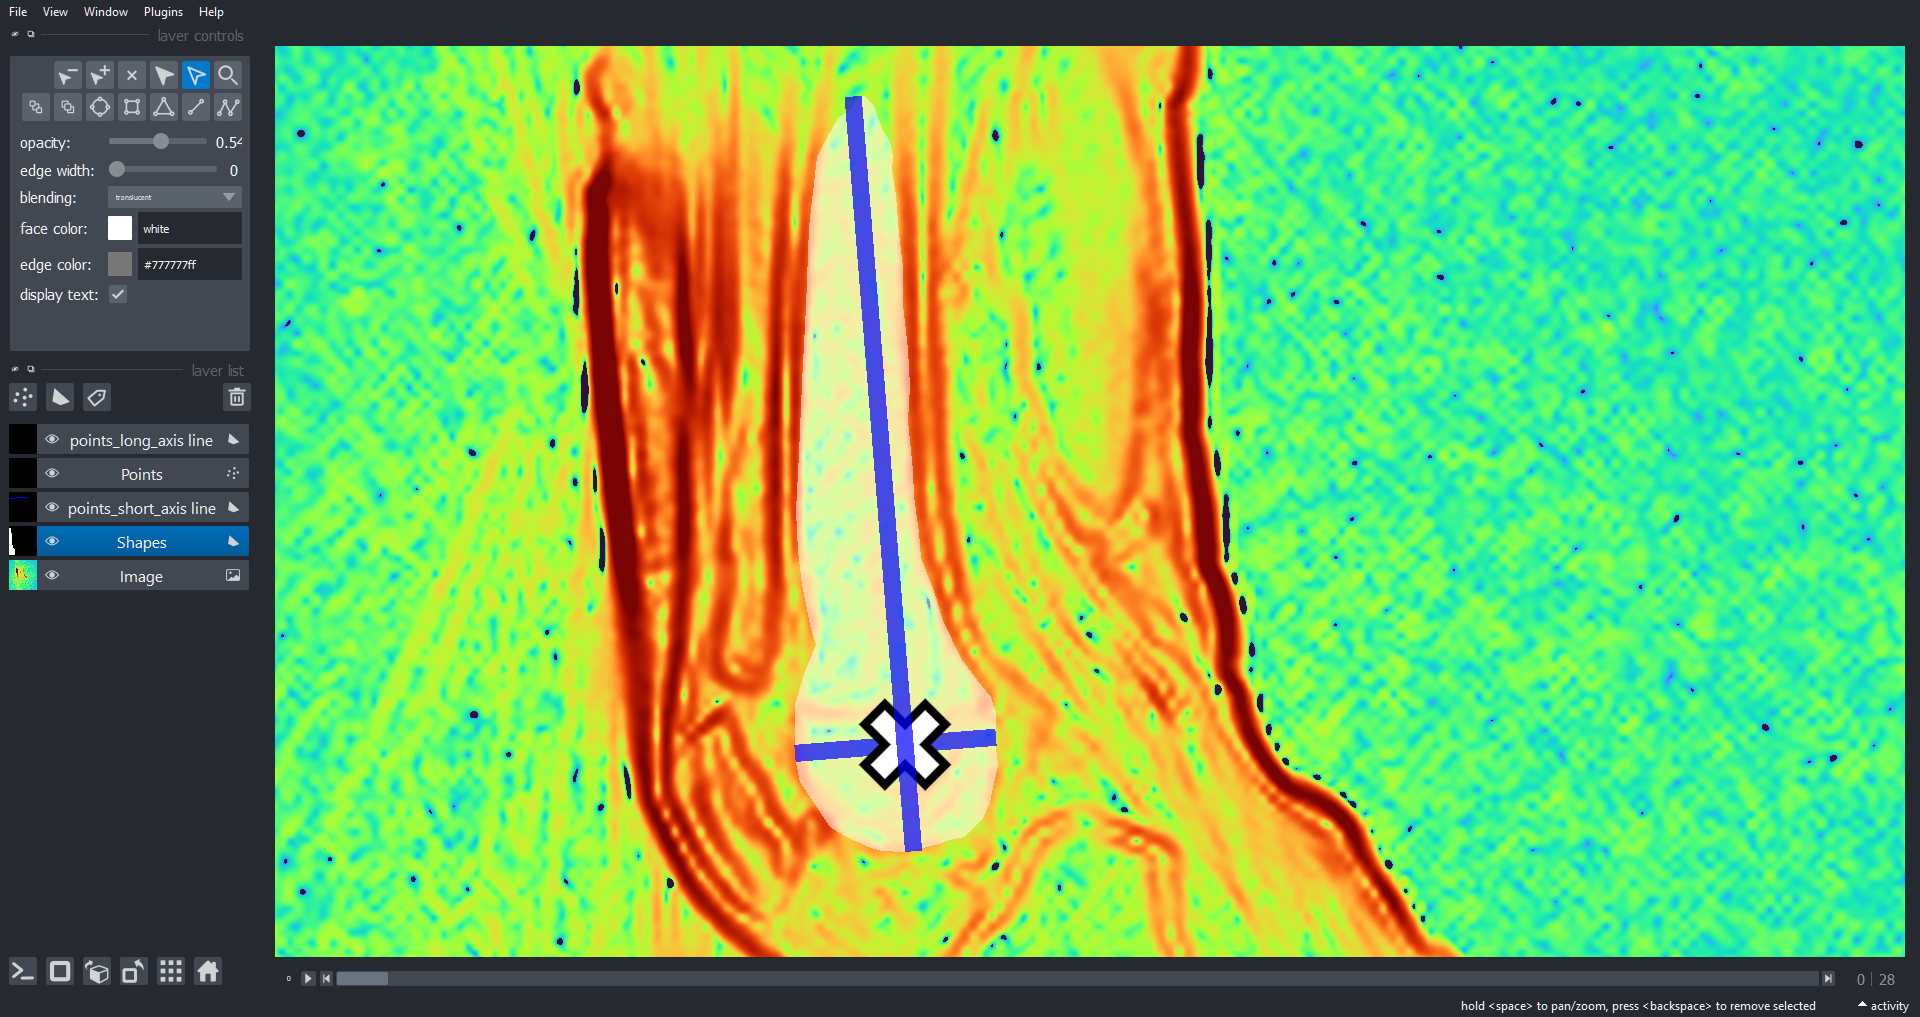 File View Window Plugins Help
layer controls
opacity: 0.54
edge width: 0
blending: translucent
face color: white
edge color: #777777ff
display text:
layer list
points_long_axis line
Points
points_short_axis line
Shapes
Image
0
0 | 28
hold <space> to pan/zoom, press <backspace> to remove selected
activity